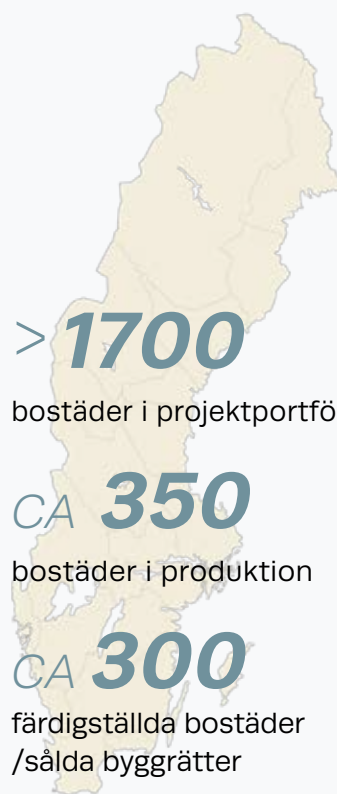 > 1700
bostäder i projektportfö
CA 350
bostäder i produktion
CA 300
färdigställda bostäder
/sålda byggrätter